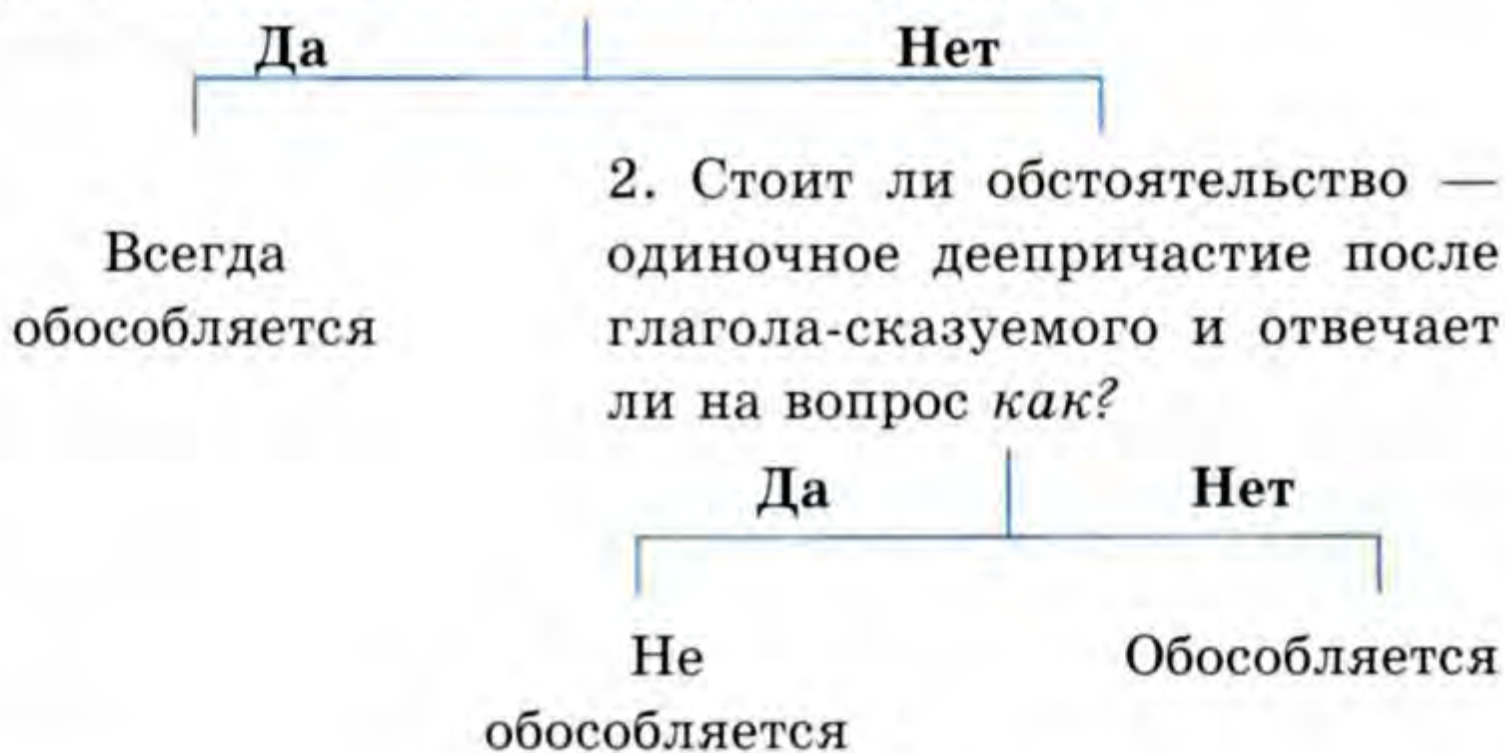 Да Нет
2. Стоит ли обстоятельство —
Всегда
одиночное деепричастие после
обособляется
глагола-сказуемого и отвечает
ли на вопрос как?
Да Нет
Не
Обособляется
обособляется